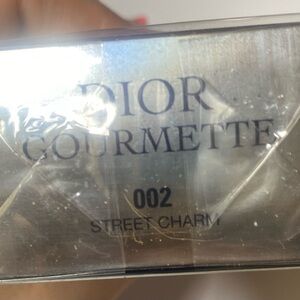 DIOR
GOURMETTE
002
STREET CHARM